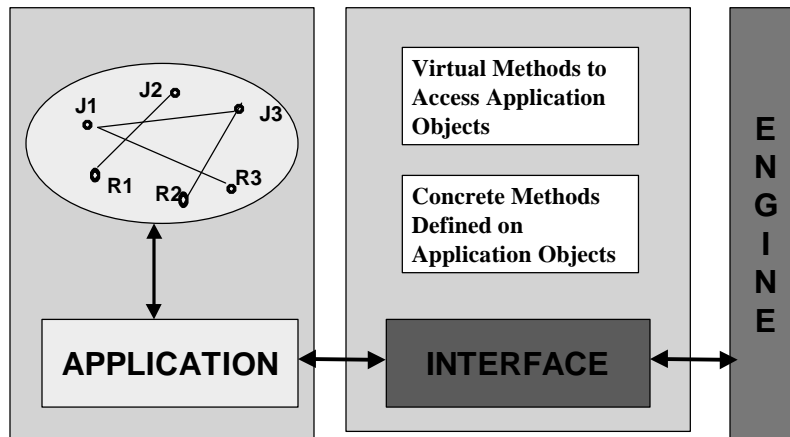 J1
J2
J3
R1
R2
R3
APPLICATION
Virtual Methods to
Access Application
Objects
Concrete Methods
Defined on
Application Objects
INTERFACE
ENGINE